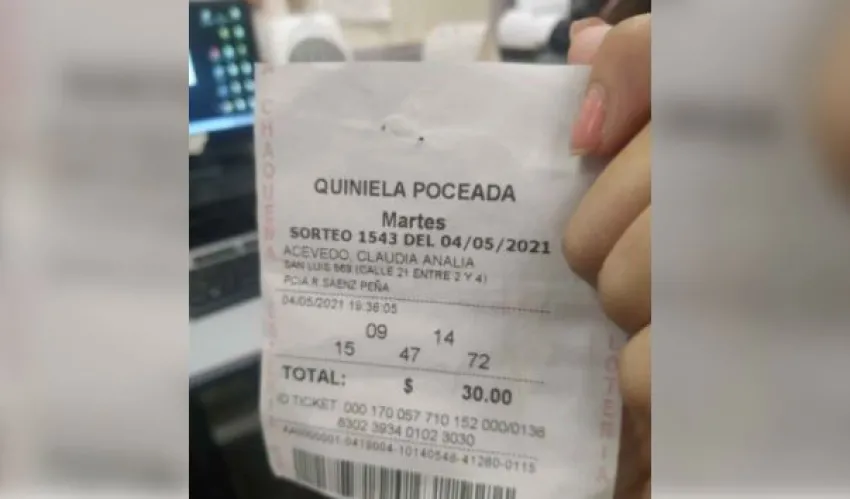 QUINIELA POCEADA
Martes
SORTEO 1543 DEL 04/05/2021
ACEVEDO, CLAUDIA ANALIA
SAN LUIS 569 (CALLE 21 ENTRE 2 Y 4)
PCIA R. SAENZ PEÑA
04/05/2021 19:36:05
09 14
15 47 72
TOTAL: $ 30.00
ID TICKET 000 170 057 710 152 000/0136
8302 3934 0102 3030
CHAQUEÑA
LOTERIA